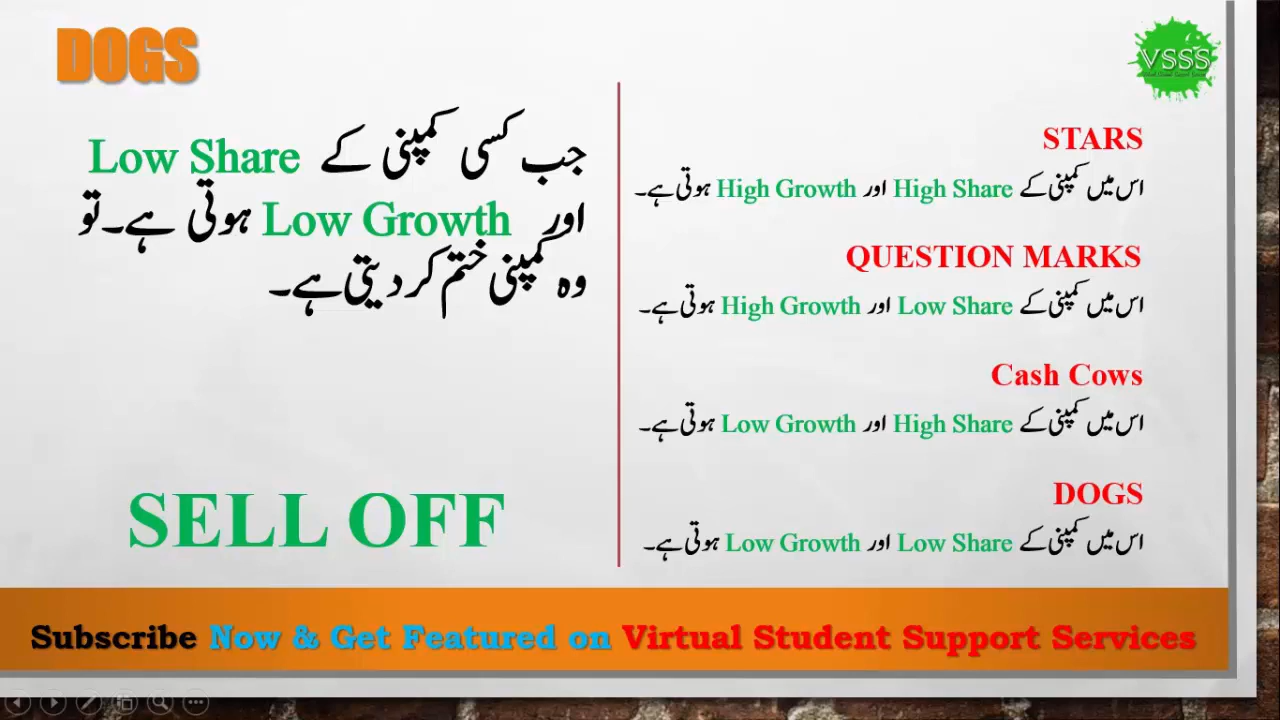 DOGS
VSSS
جب کسی کمپنی کے Low Share
اور Low Growth ہوتی ہے۔تو
وہ کمپنی ختم کر دیتی ہے۔
SELL OFF
STARS
اس میں کمپنی کے High Share اور High Growth ہوتی ہے۔
QUESTION MARKS
اس میں کمپنی کے Low Share اور High Growth ہوتی ہے۔
Cash Cows
اس میں کمپنی کے High Share اور Low Growth ہوتی ہے۔
DOGS
اس میں کمپنی کے Low Share اور Low Growth ہوتی ہے۔
Subscribe Now & Get Featured on Virtual Student Support Services